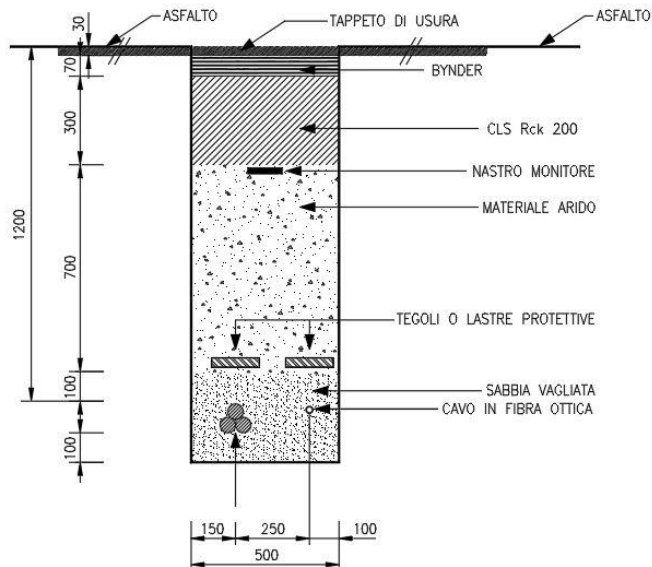 30
ASFALTO
TAPPETO DI USURA
ASFALTO
70
BYNDER
300
CLS Rck 200
NASTRO MONITORE
MATERIALE ARIDO
1200
700
TEGOLI O LASTRE PROTETTIVE
100
SABBIA VAGLIATA
CAVO IN FIBRA OTTICA
100
150
250
100
500